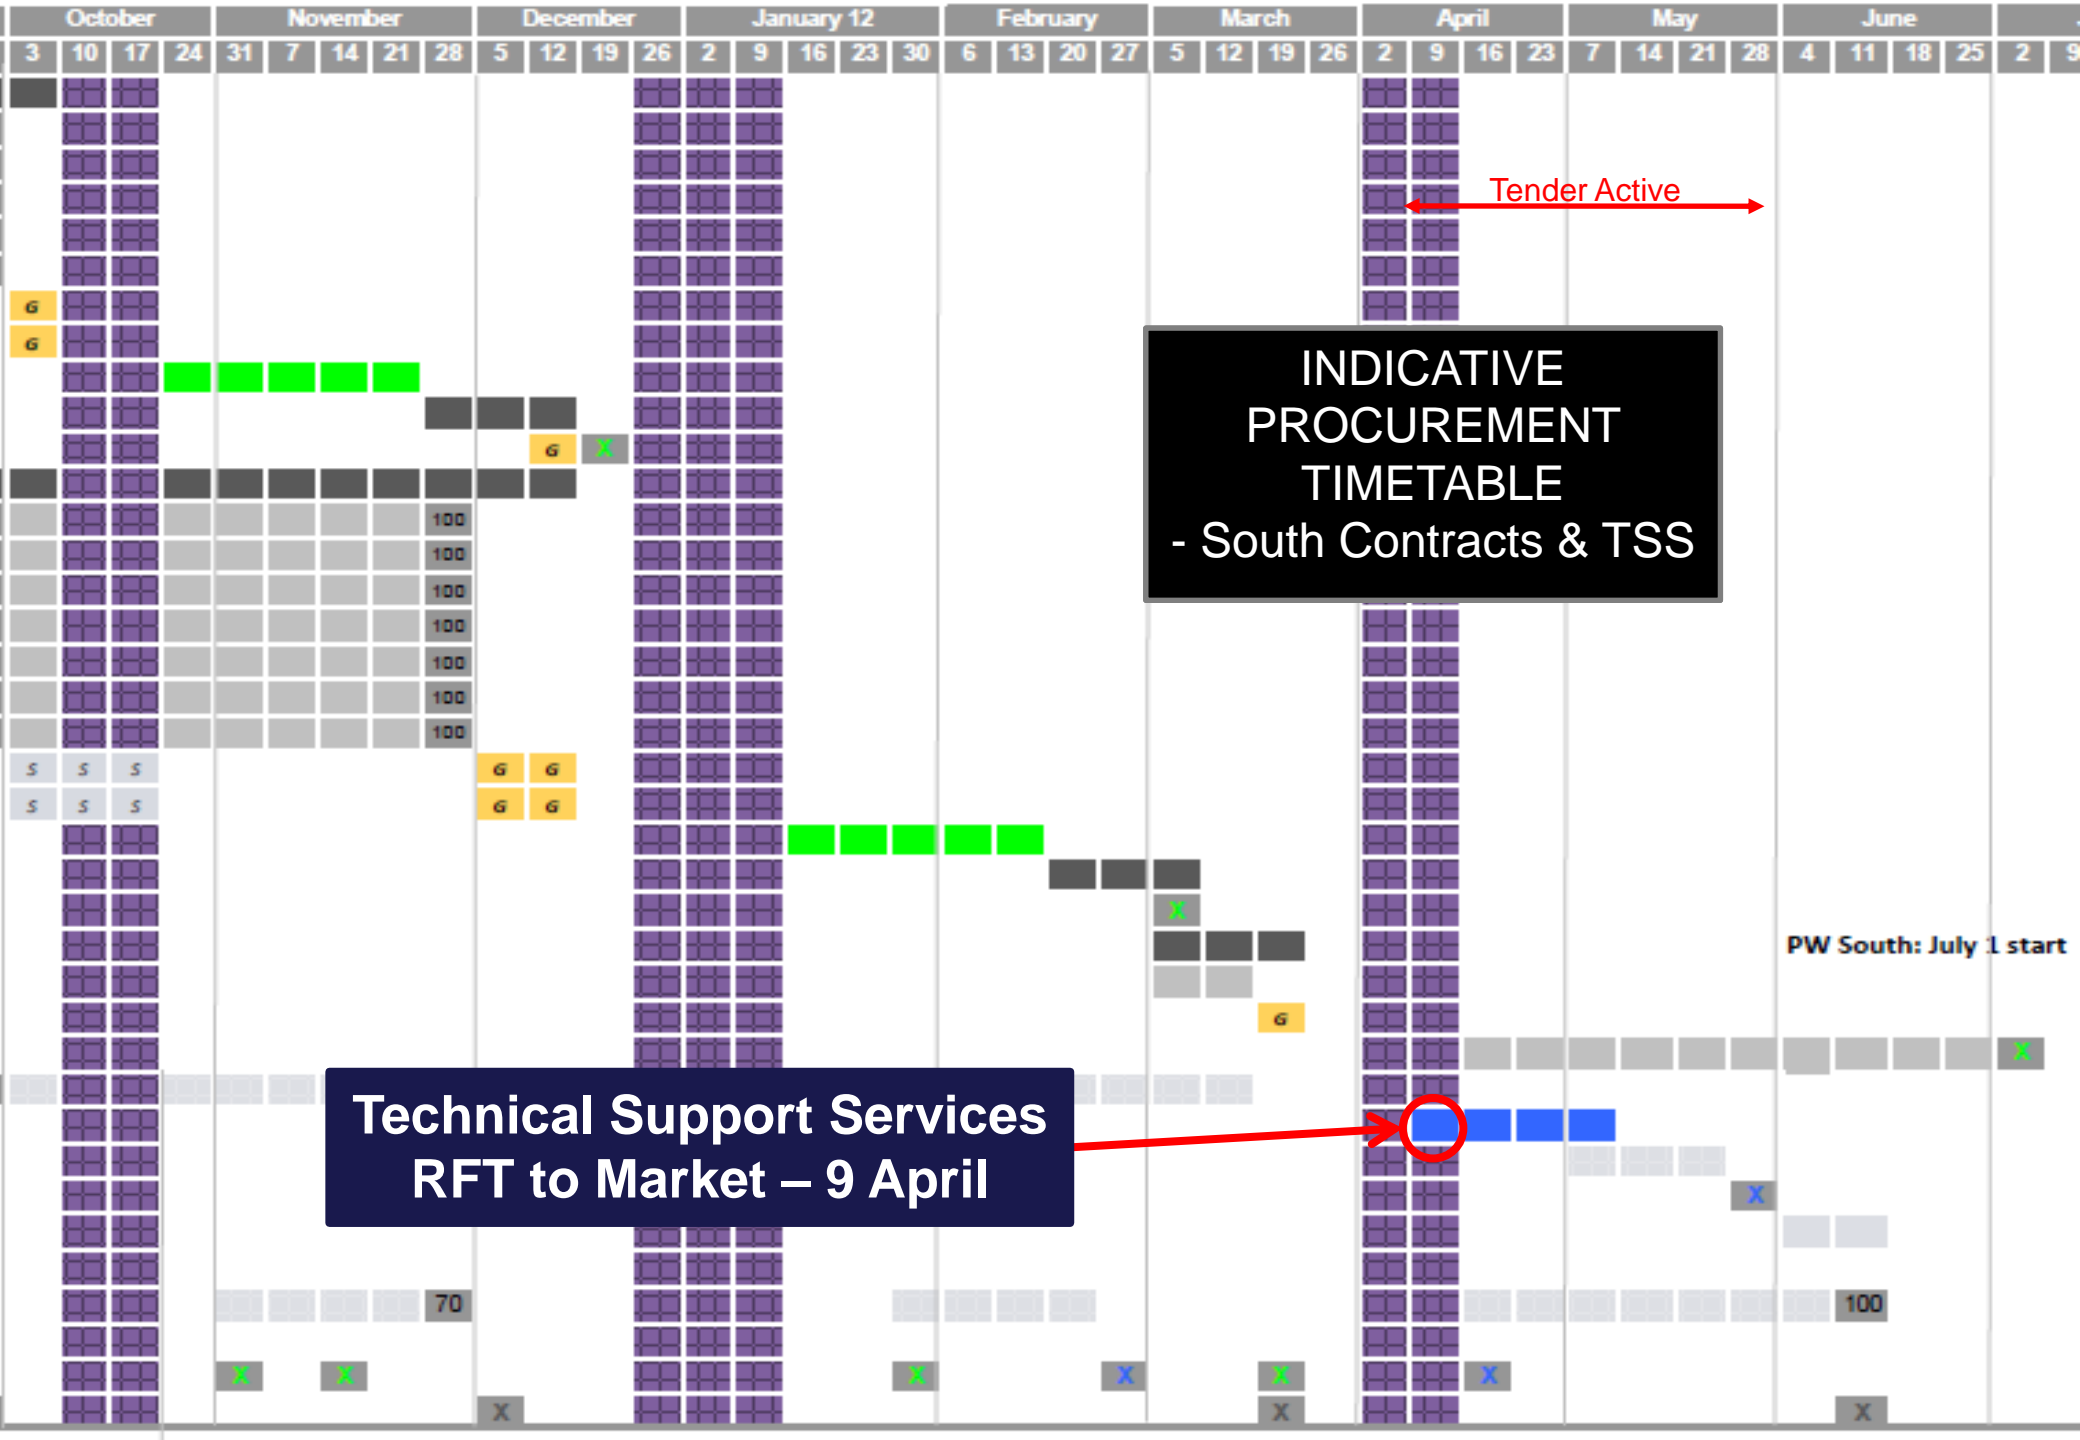 October November December January 12 February March April May June
3 10 17 24 31 7 14 21 28 5 12 19 26 2 9 16 23 30 6 13 20 27 5 12 19 26 2 9 16 23 7 14 21 28 4 11 18 25 2 9
Tender Active
G
G
INDICATIVE
PROCUREMENT
TIMETABLE
- South Contracts & TSS
G X
100
100
100
100
100
100
100
S S S G G
S S S G G
X
PW South: July 1 start
G
X
Technical Support Services
RFT to Market – 9 April
X
70 100
X X X X X X
X X X